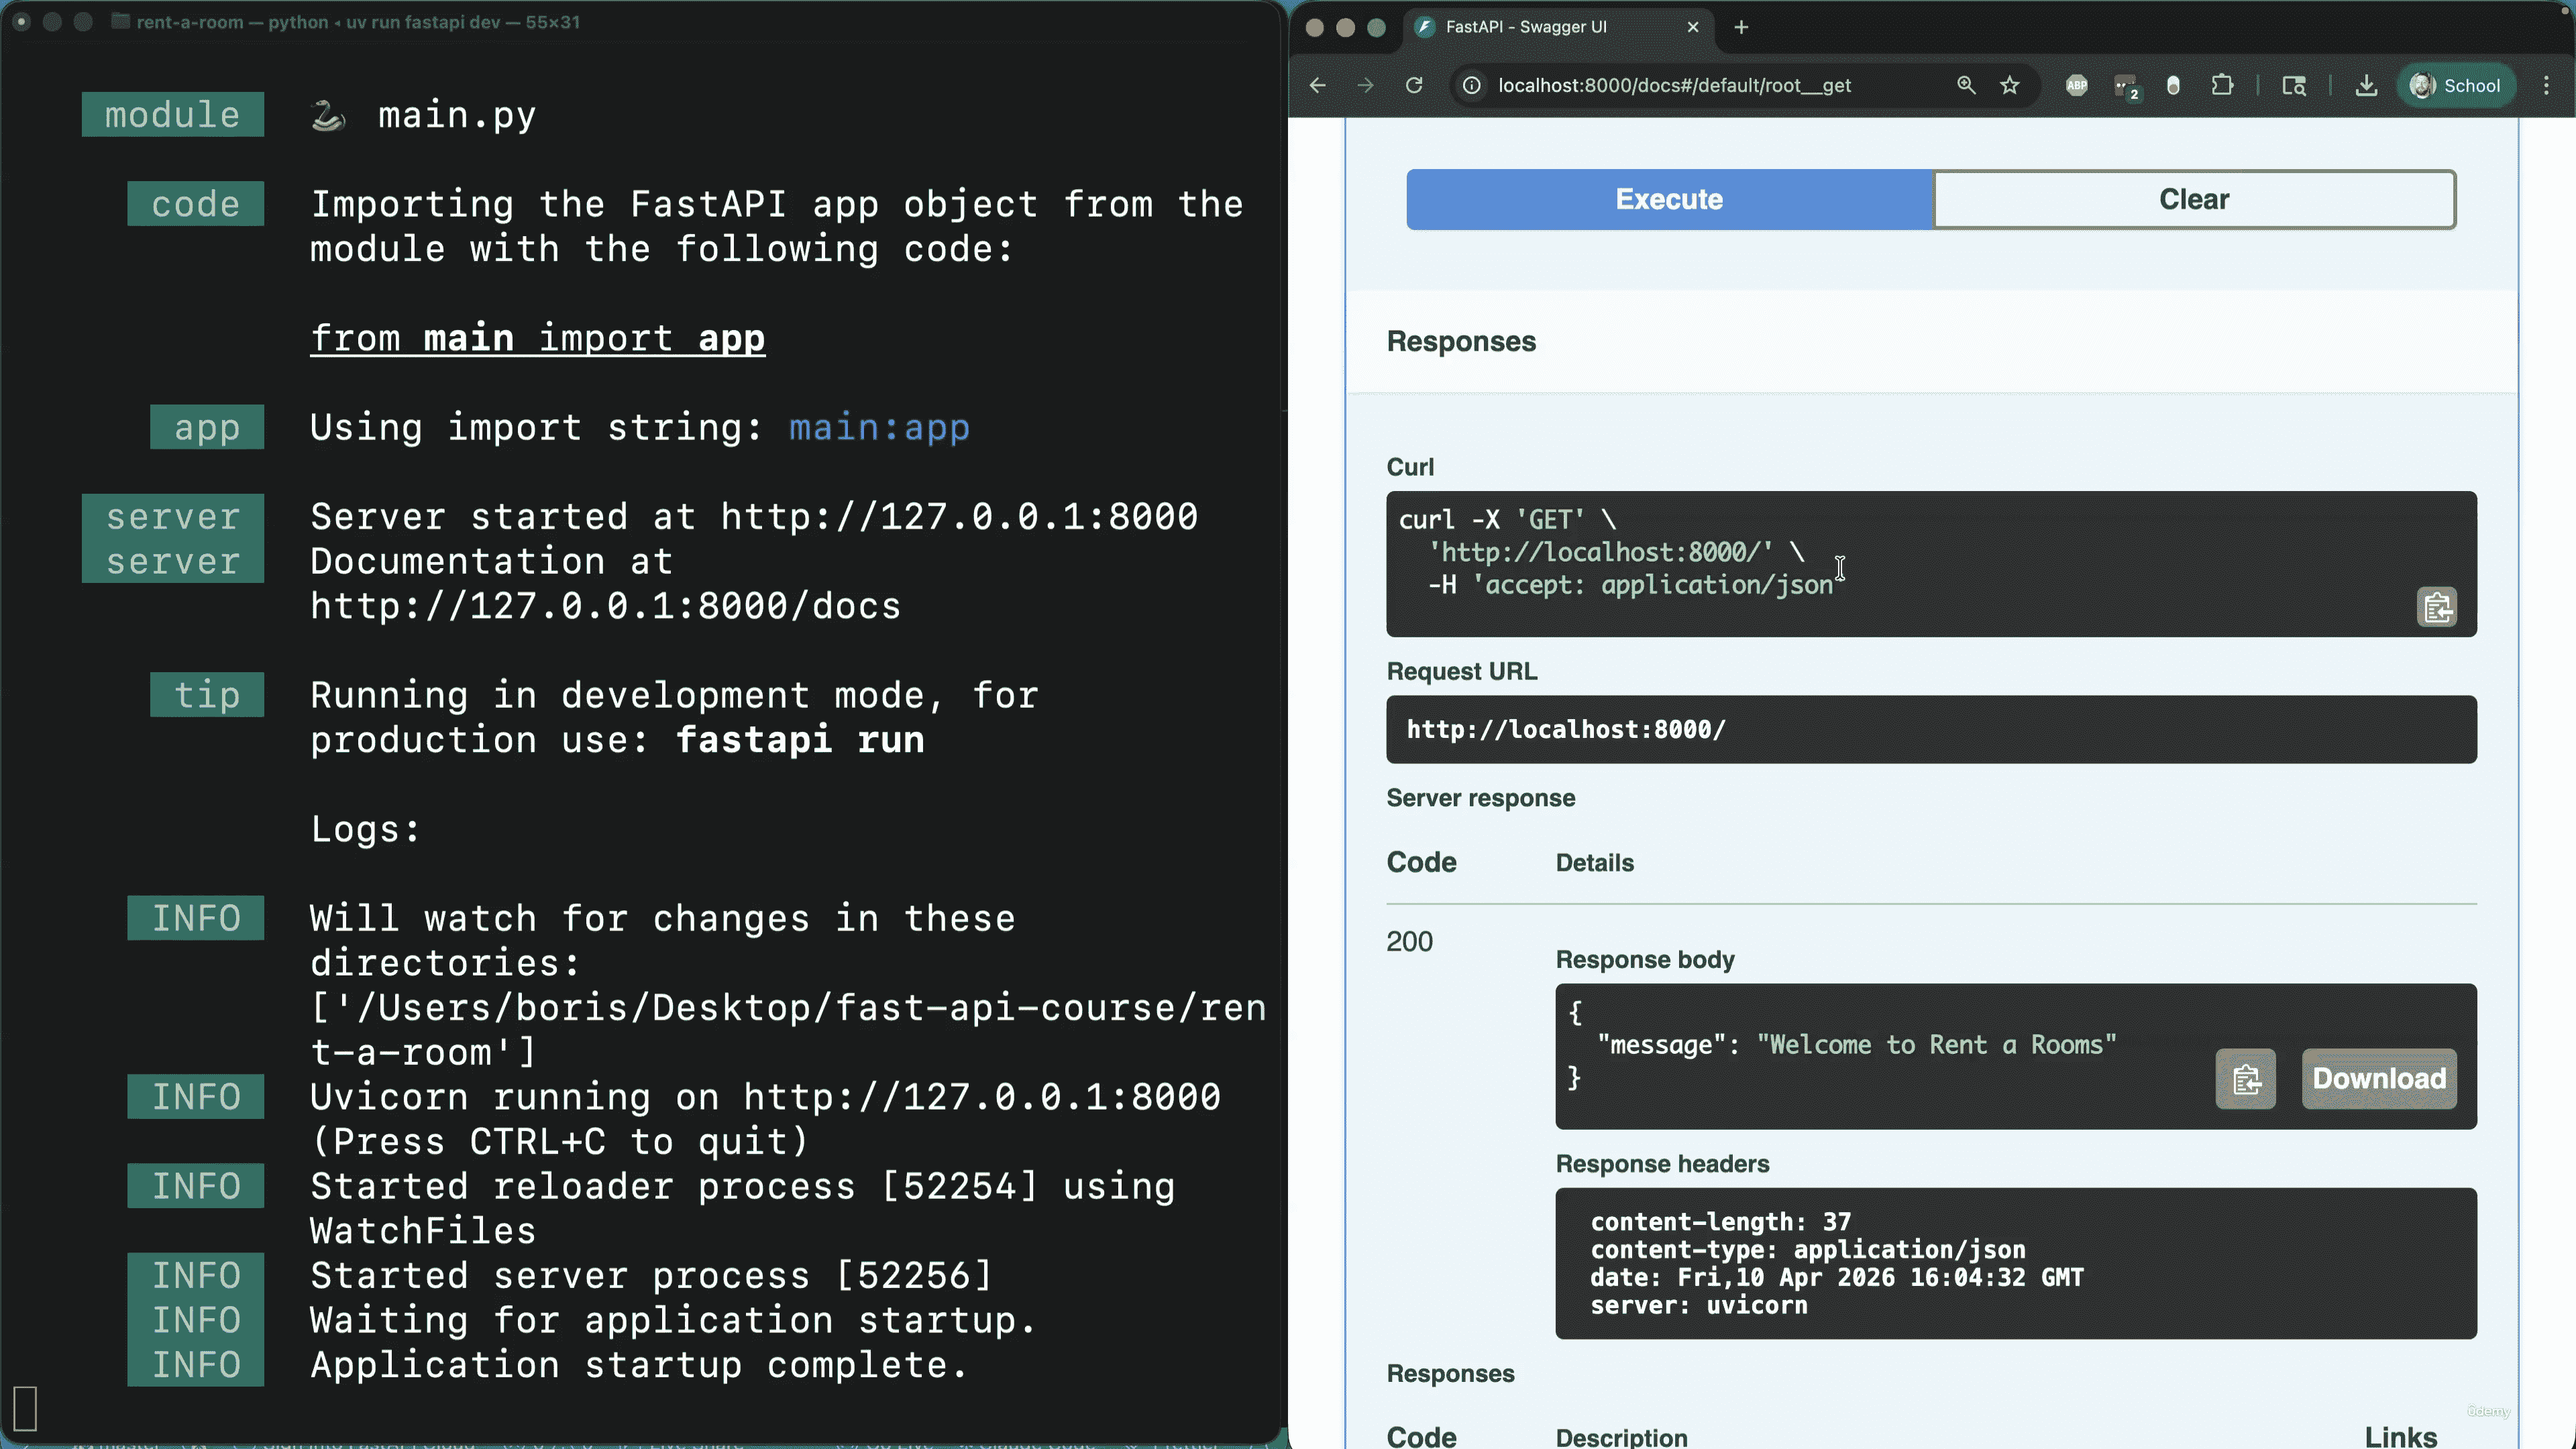 rent-a-room — python ◂ uv run fastapi dev — 55×31
module 🐍 main.py
code Importing the FastAPI app object from the
module with the following code:
from main import app
app Using import string: main:app
server Server started at http://127.0.0.1:8000
server Documentation at
http://127.0.0.1:8000/docs
tip Running in development mode, for
production use: fastapi run
Logs:
INFO Will watch for changes in these
directories:
['/Users/boris/Desktop/fast-api-course/ren
t-a-room']
INFO Uvicorn running on http://127.0.0.1:8000
(Press CTRL+C to quit)
INFO Started reloader process [52254] using
WatchFiles
INFO Started server process [52256]
INFO Waiting for application startup.
INFO Application startup complete.
FastAPI - Swagger UI
localhost:8000/docs#/default/root__get
ABP
2
School
Execute
Clear
Responses
Curl
curl -X 'GET' \
'http://localhost:8000/' \
-H 'accept: application/json'
Request URL
http://localhost:8000/
Server response
Code Details
200
Response body
{
"message": "Welcome to Rent a Rooms"
}
Download
Response headers
content-length: 37
content-type: application/json
date: Fri,10 Apr 2026 16:04:32 GMT
server: uvicorn
Responses
Code Description Links
udemy